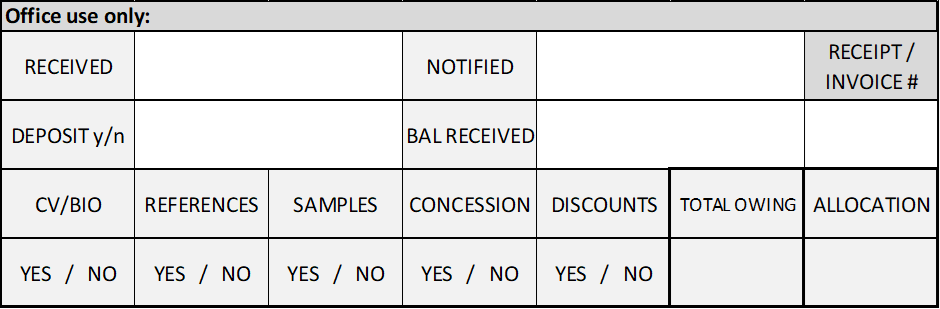 Office use only:
RECEIVED NOTIFIED RECEIPT /
INVOICE #
DEPOSIT y/n BAL RECEIVED
CV/BIO REFERENCES SAMPLES CONCESSION DISCOUNTS TOTAL OWING ALLOCATION
YES / NO YES / NO YES / NO YES / NO YES / NO